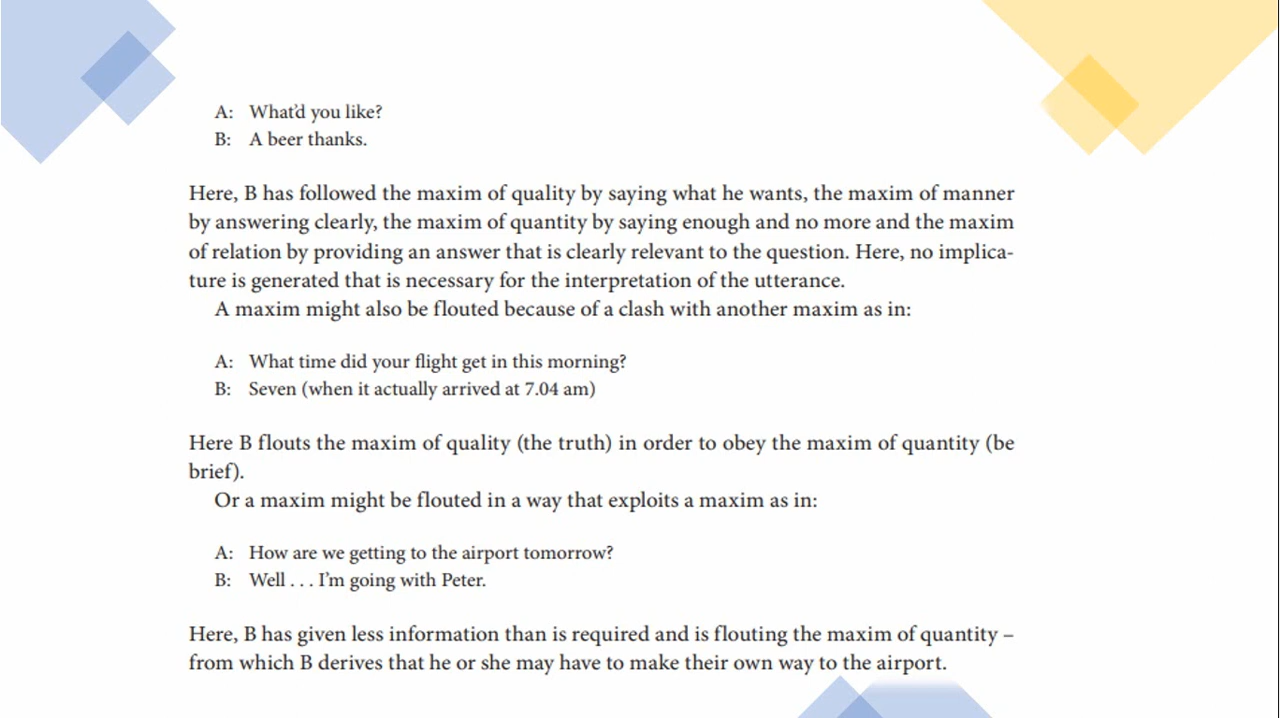 A: What'd you like?
B: A beer thanks.
Here, B has followed the maxim of quality by saying what he wants, the maxim of manner
by answering clearly, the maxim of quantity by saying enough and no more and the maxim
of relation by providing an answer that is clearly relevant to the question. Here, no implica-
ture is generated that is necessary for the interpretation of the utterance.
A maxim might also be flouted because of a clash with another maxim as in:
A: What time did your flight get in this morning?
B: Seven (when it actually arrived at 7.04 am)
Here B flouts the maxim of quality (the truth) in order to obey the maxim of quantity (be
brief).
Or a maxim might be flouted in a way that exploits a maxim as in:
A: How are we getting to the airport tomorrow?
B: Well . . . I'm going with Peter.
Here, B has given less information than is required and is flouting the maxim of quantity –
from which B derives that he or she may have to make their own way to the airport.